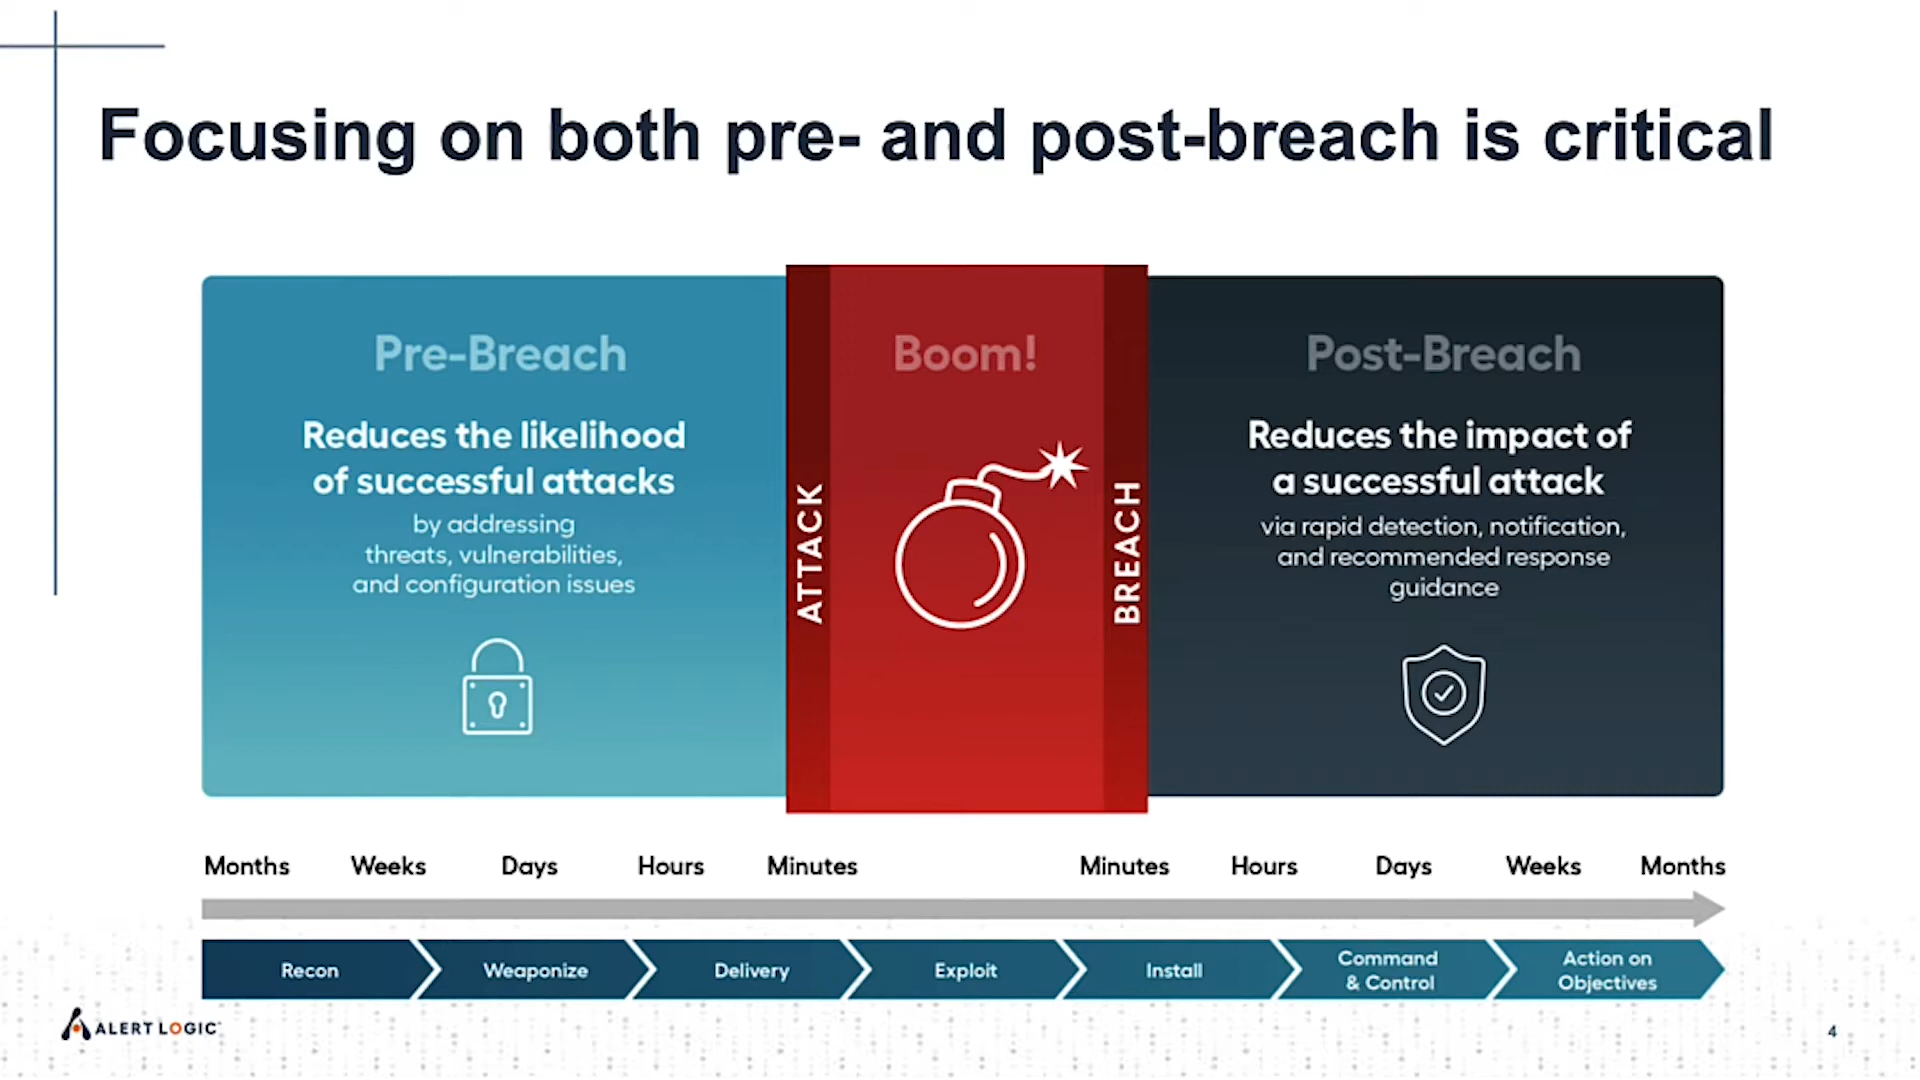 Focusing on both pre- and post-breach is critical
Pre-Breach
Reduces the likelihood
of successful attacks
by addressing
threats, vulnerabilities,
and configuration issues
ATTACK
Boom!
BREACH
Post-Breach
Reduces the impact of
a successful attack
via rapid detection, notification,
and recommended response
guidance
Months Weeks Days Hours Minutes Minutes Hours Days Weeks Months
Recon
Weaponize
Delivery
Exploit
Install
Command
& Control
Action on
Objectives
ALERT LOGIC
4